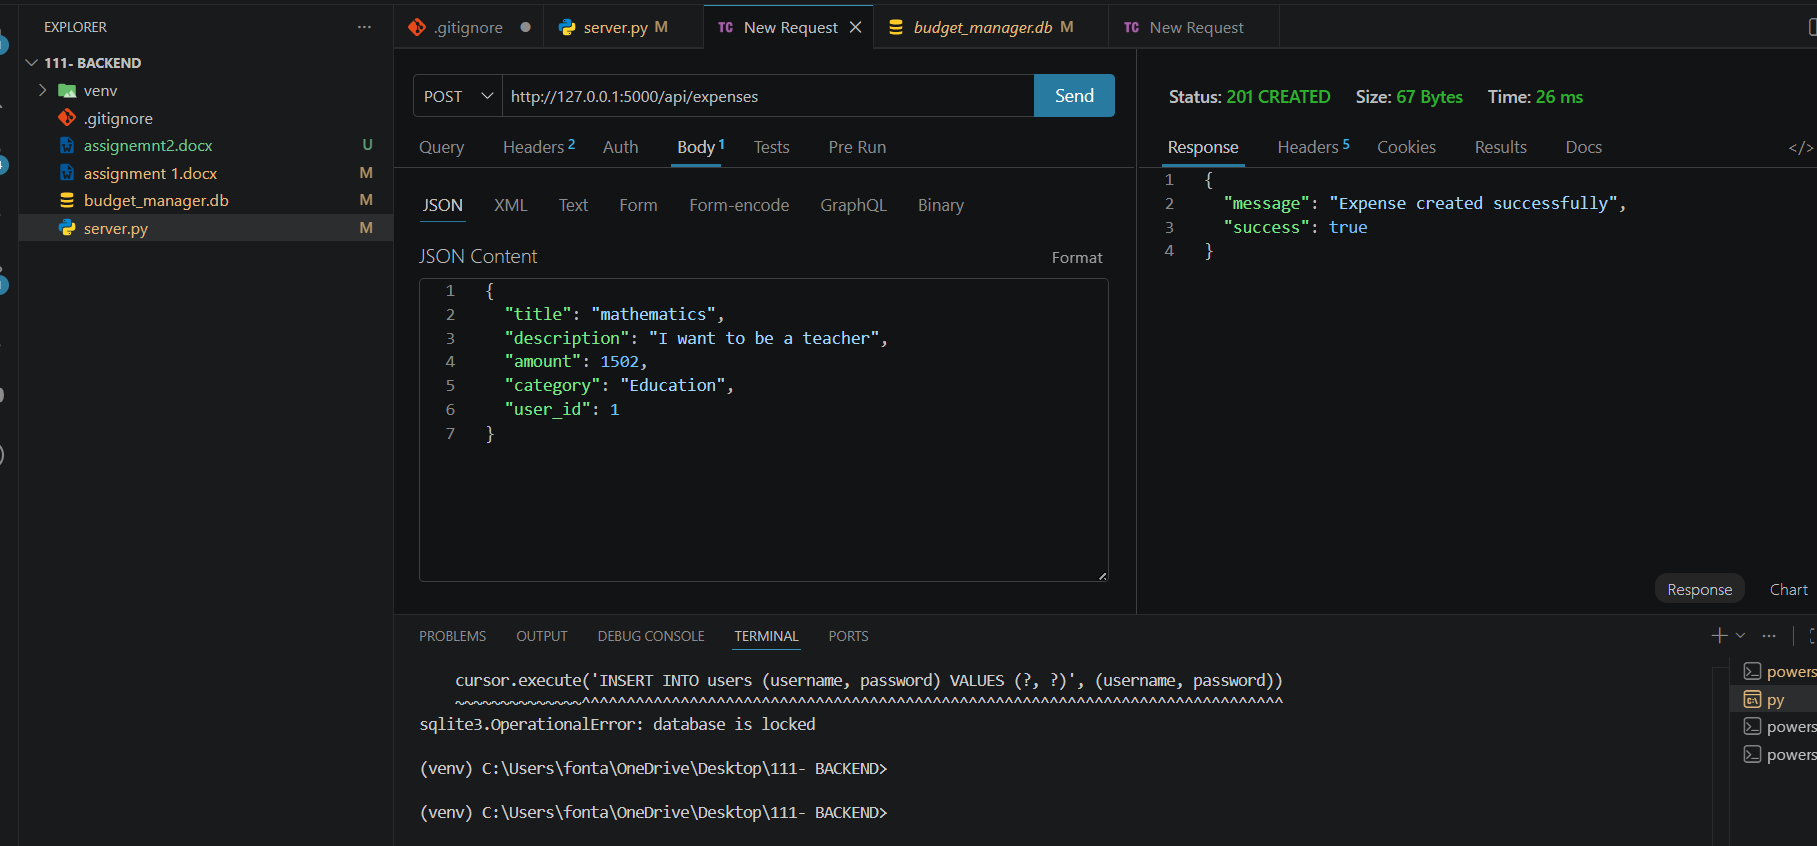 EXPLORER
···
.gitignore
server.py M
TC New Request
budget_manager.db M
TC New Request
111- BACKEND
venv
.gitignore
assignemnt2.docx U
assignment 1.docx M
budget_manager.db M
server.py M
POST
http://127.0.0.1:5000/api/expenses
Send
Query
Headers 2
Auth
Body 1
Tests
Pre Run
JSON
XML
Text
Form
Form-encode
GraphQL
Binary
JSON Content
Format
1 {
2 "title": "mathematics",
3 "description": "I want to be a teacher",
4 "amount": 1502,
5 "category": "Education",
6 "user_id": 1
7 }
Status: 201 CREATED Size: 67 Bytes Time: 26 ms
Response
Headers 5
Cookies
Results
Docs
</>
1 {
2 "message": "Expense created successfully",
3 "success": true
4 }
Response
Chart
PROBLEMS
OUTPUT
DEBUG CONSOLE
TERMINAL
PORTS
cursor.execute('INSERT INTO users (username, password) VALUES (?, ?)', (username, password))
~~~~~~~~~~~~~~^^^^^^^^^^^^^^^^^^^^^^^^^^^^^^^^^^^^^^^^^^^^^^^^^^^^^^^^^^^^^^^^^^^^^^^^^^^^^^
sqlite3.OperationalError: database is locked
(venv) C:\Users\fonta\OneDrive\Desktop\111- BACKEND>
(venv) C:\Users\fonta\OneDrive\Desktop\111- BACKEND>
powers
py
powers
powers